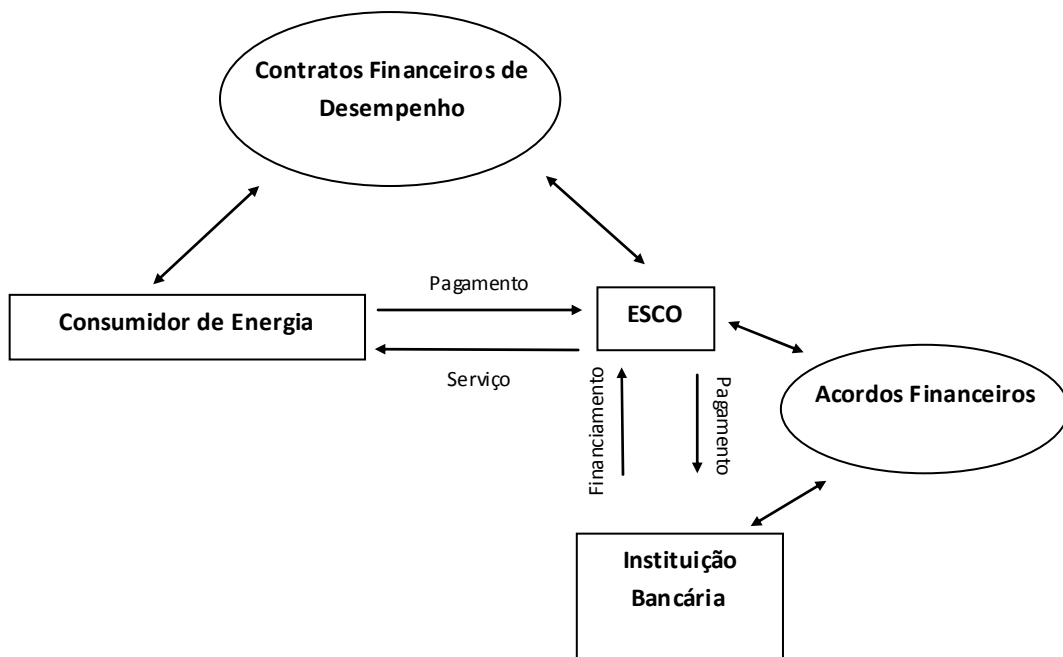 Contratos Financeiros de
Desempenho
Pagamento
Consumidor de Energia
ESCO
Serviço
Financiamento
Pagamento
Acordos Financeiros
Instituição
Bancária